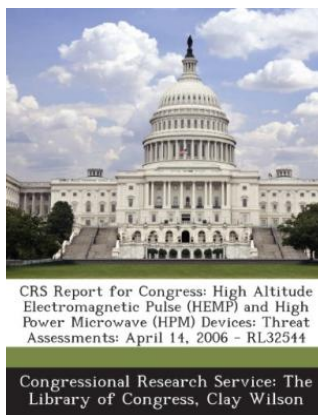 CRS Report for Congress: High Altitude
Electromagnetic Pulse (HEMP) and High
Power Microwave (HPM) Devices: Threat
Assessments: April 14, 2006 - RL32544
Congressional Research Service: The
Library of Congress, Clay Wilson